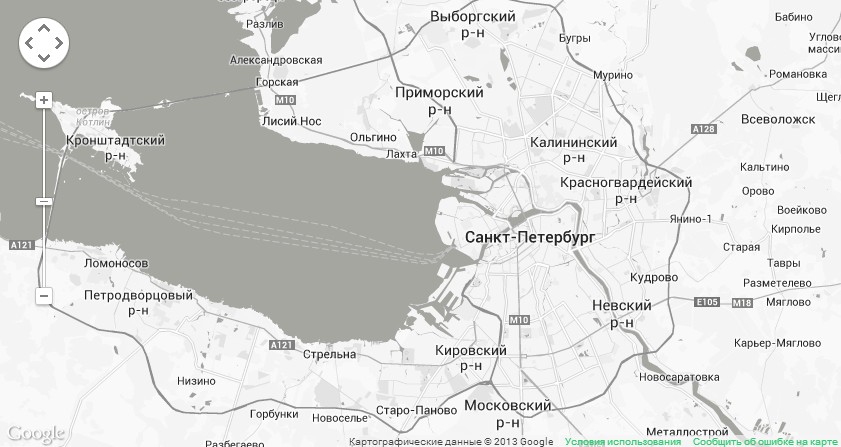 Разлив
Выборгский
р-н
Бабино
Бугры
Александровская
Горская
Мурино
Романовка
M10
Приморский
р-н
остров
Котлин
Лисий Нос
Всеволожск
Кронштадтский
р-н
Ольгино
Лахта
M10
A128
Калининский
р-н
Кальтино
Красногвардейский
р-н
Орово
Янино-1
Воейково
Кирполье
A121
Санкт-Петербург
Старая
Ломоносов
Тавры
Кудрово
Разметелево
Петродворцовый
р-н
Невский
р-н
E105
M18
Мяглово
M10
A121
Стрельна
Кировский
р-н
Карьер-Мяглово
Низино
Новосаратовка
Горбунки
Новоселье
Старо-Паново
Московский
р-н
Металлострой
Разбегаево
Google
Картографические данные © 2013 Google
Условия использования
Сообщить об ошибке на карте